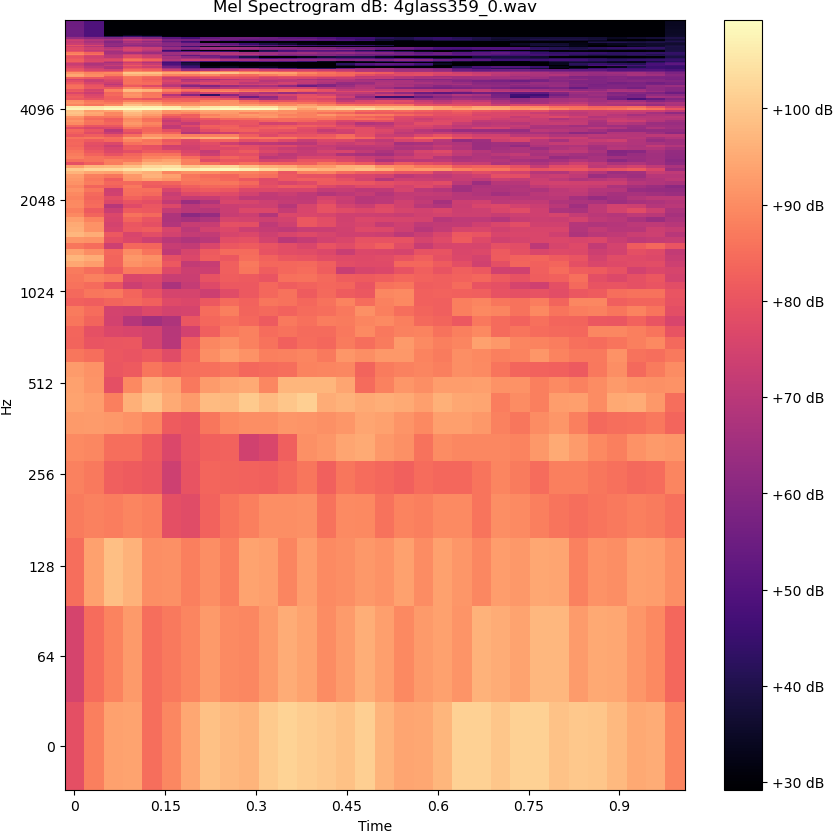 Mel Spectrogram dB: 4glass359_0.wav
4096
2048
1024
512
256
128
64
0
Hz
0
0.15
0.3
0.45
0.6
0.75
0.9
Time
+100 dB
+90 dB
+80 dB
+70 dB
+60 dB
+50 dB
+40 dB
+30 dB